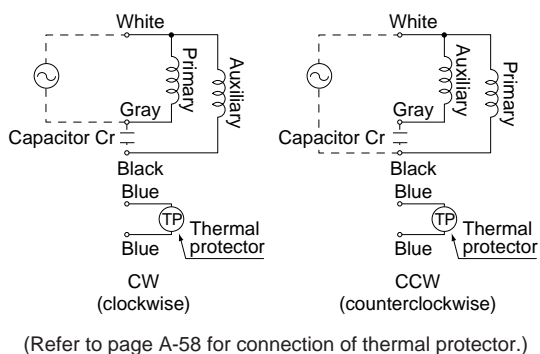 White
Primary
Auxiliary
Gray
Capacitor Cr
Black
Blue
TP
Thermal
protector
Blue
CW
(clockwise)
White
Auxiliary
Primary
Gray
Capacitor Cr
Black
Blue
TP
Thermal
protector
Blue
CCW
(counterclockwise)
(Refer to page A-58 for connection of thermal protector.)